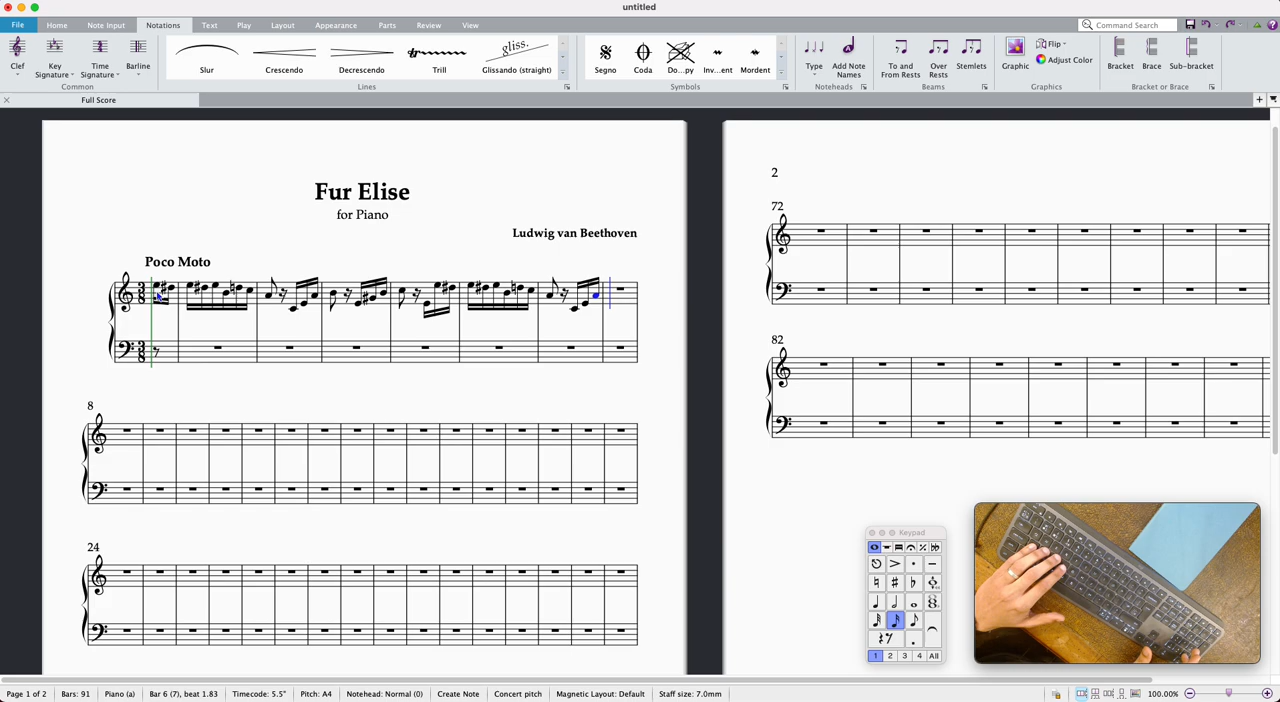 untitled
File Home Note Input Notations Text Play Layout Appearance Parts Review View Command Search
Clef Key Signature Time Signature Barline
Slur Crescendo Decrescendo Trill gliss. Glissando (straight)
Segno Coda Do...py Inv...ent Mordent
Type Add Note Names
To and From Rests Over Rests Stemlets
Graphic Flip Adjust Color
Bracket Brace Sub-bracket
Common Lines Symbols Noteheads Beams Graphics Bracket or Brace
Full Score
Fur Elise
for Piano
Ludwig van Beethoven
Poco Moto
3 8
3 8
8
24
2
72
82
Keypad
1 2 3 4 All
Page 1 of 2 Bars: 91 Piano (a) Bar 6 (7), beat 1.83 Timecode: 5.5" Pitch: A4 Notehead: Normal (0) Create Note Concert pitch Magnetic Layout: Default Staff size: 7.0mm 100.00%